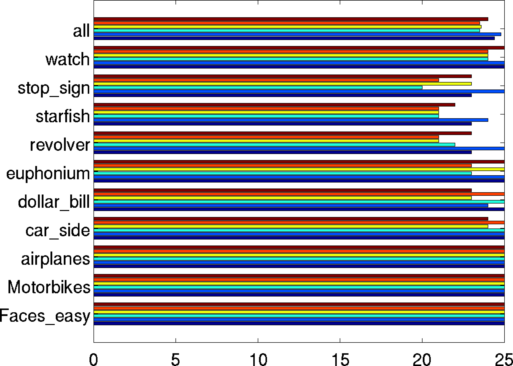 all
watch
stop_sign
starfish
revolver
euphonium
dollar_bill
car_side
airplanes
Motorbikes
Faces_easy
0 5 10 15 20 25